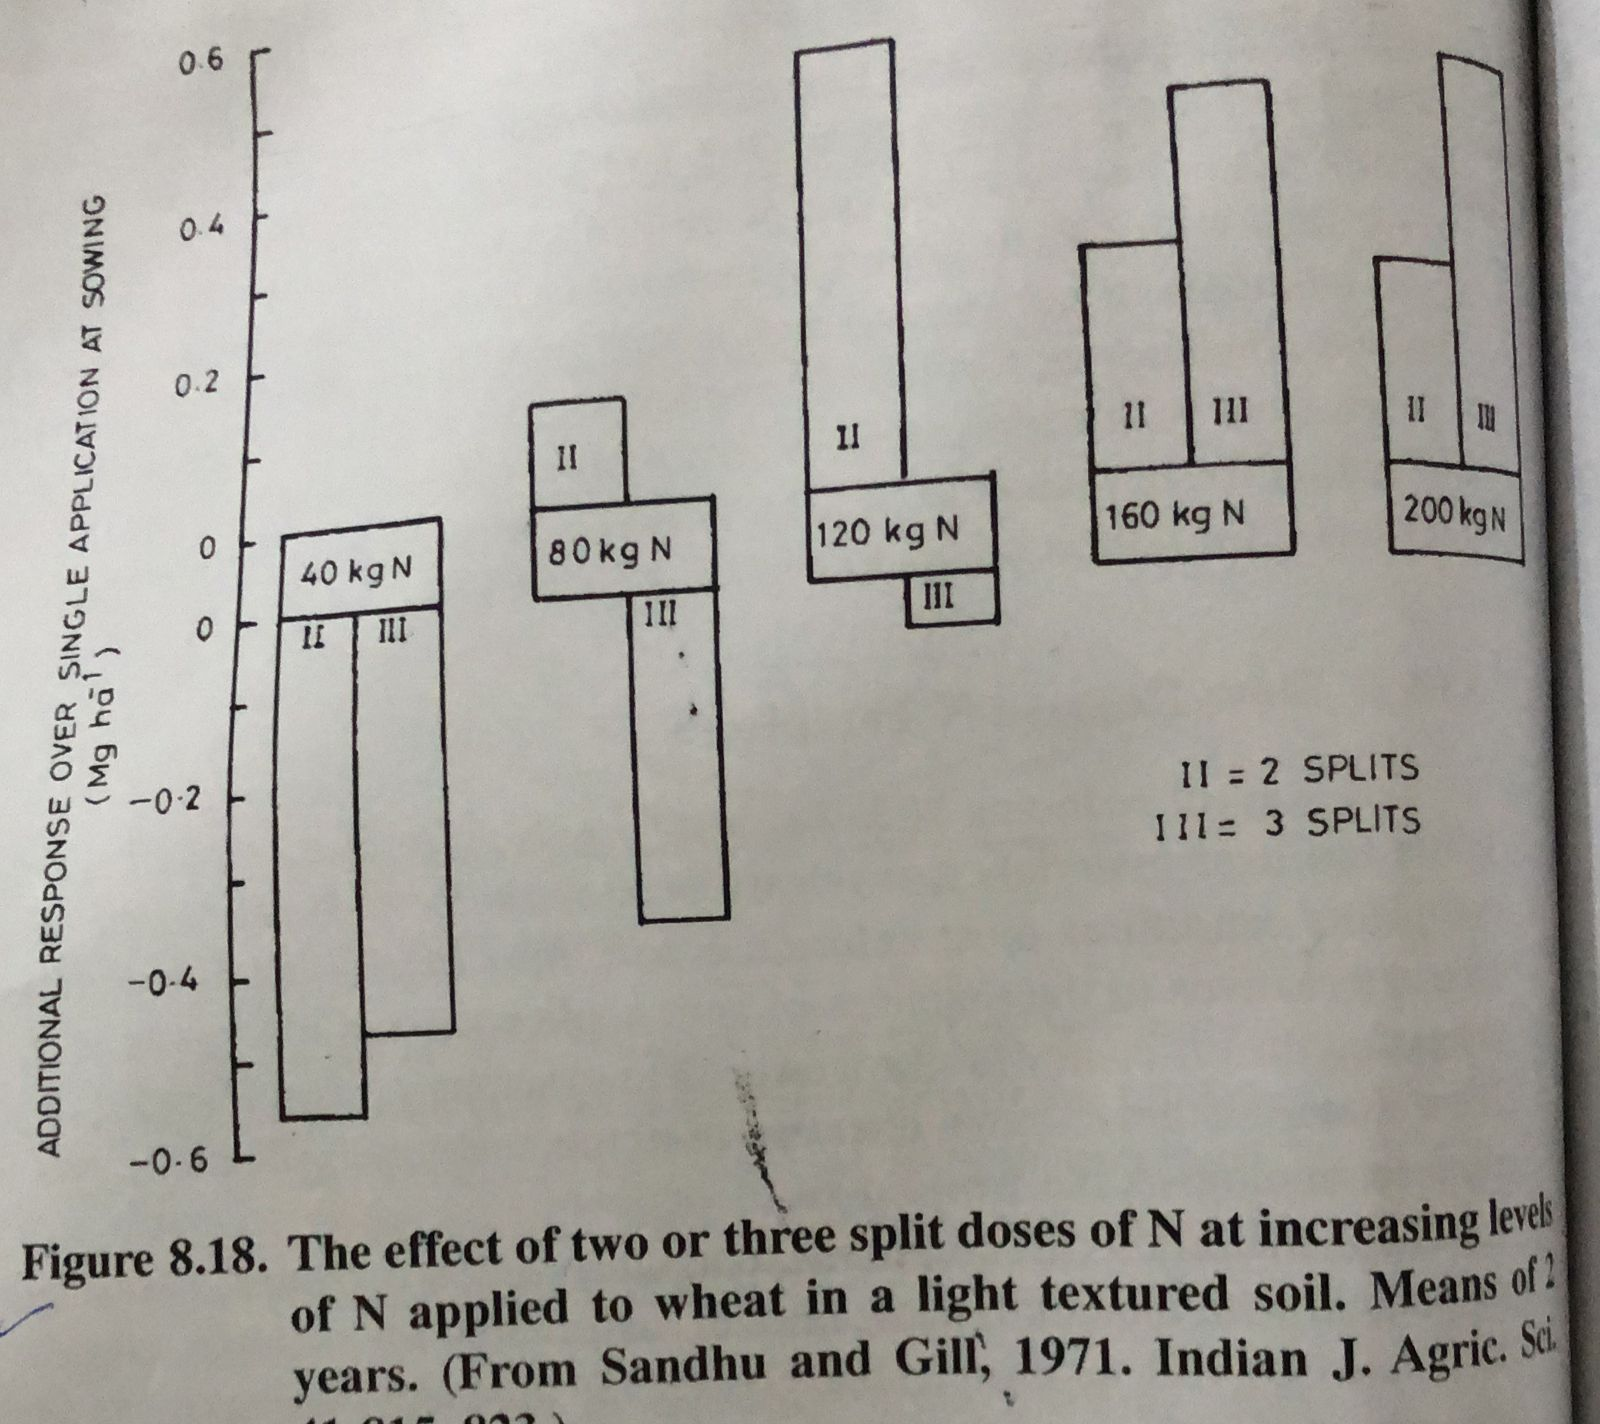 0.6
0.4
0.2
0
0
-0.2
-0.4
-0.6
ADDITIONAL RESPONSE OVER SINGLE APPLICATION AT SOWING
(Mg ha⁻¹)
40 kg N
II III
II
80 kg N
III
II
120 kg N
III
II III
160 kg N
II III
200 kg N
II = 2 SPLITS
III = 3 SPLITS
Figure 8.18. The effect of two or three split doses of N at increasing levels
of N applied to wheat in a light textured soil. Means of 2
years. (From Sandhu and Gill, 1971. Indian J. Agric. Sci.